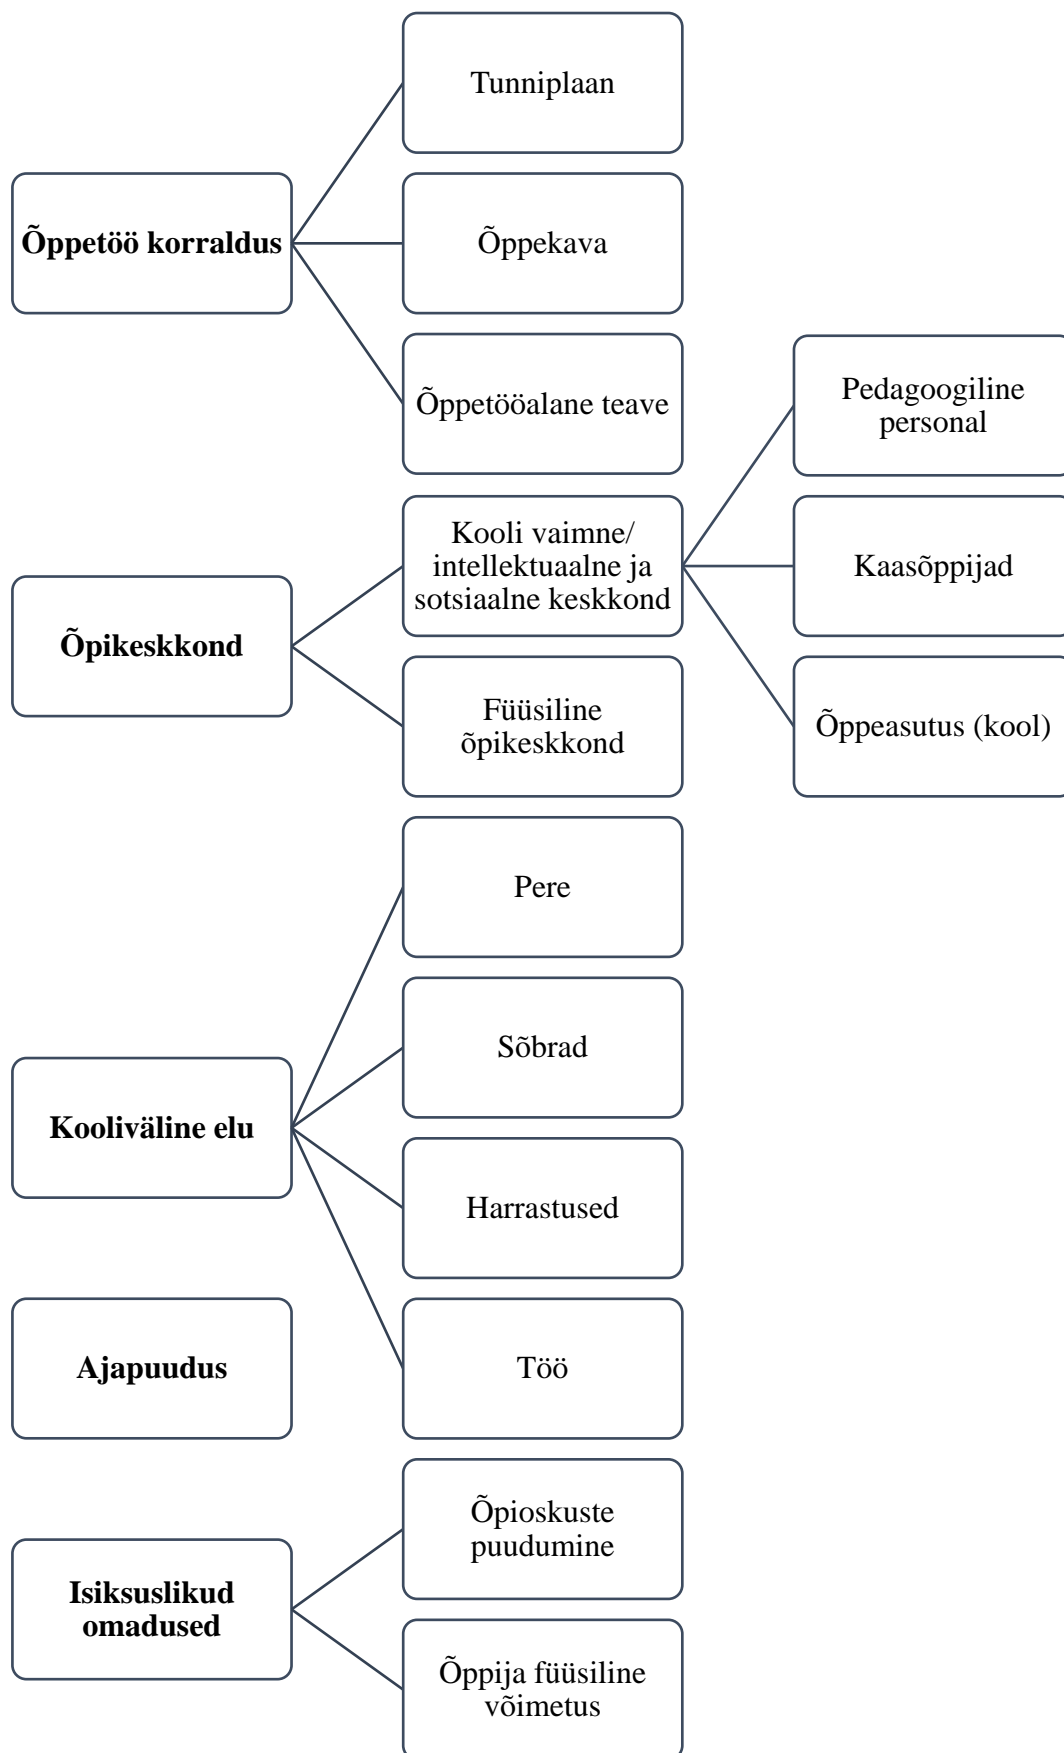 Õppetöö korraldus
Tunniplaan
Õppekava
Õppetööalane teave
Õpikeskkond
Kooli vaimne/
intellektuaalne ja
sotsiaalne keskkond
Pedagoogiline
personal
Kaasõppijad
Õppeasutus (kool)
Füüsiline
õpikeskkond
Kooliväline elu
Pere
Sõbrad
Harrastused
Töö
Ajapuudus
Isiksuslikud
omadused
Õpioskuste
puudumine
Õppija füüsiline
võimetus